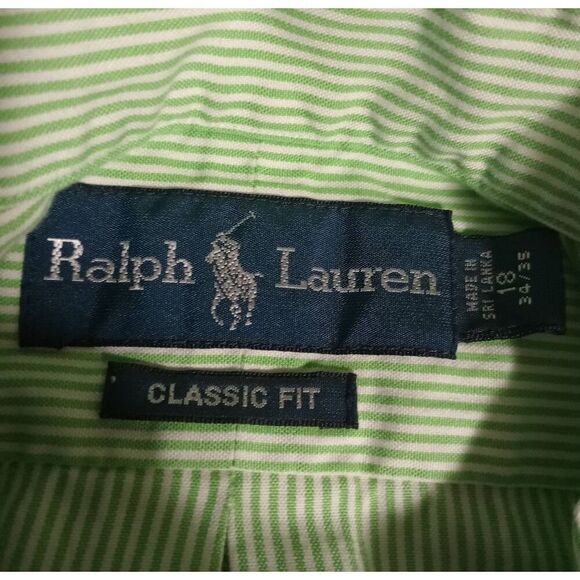 Ralph Lauren
MADE IN
SRI LANKA
18
34/35
CLASSIC FIT